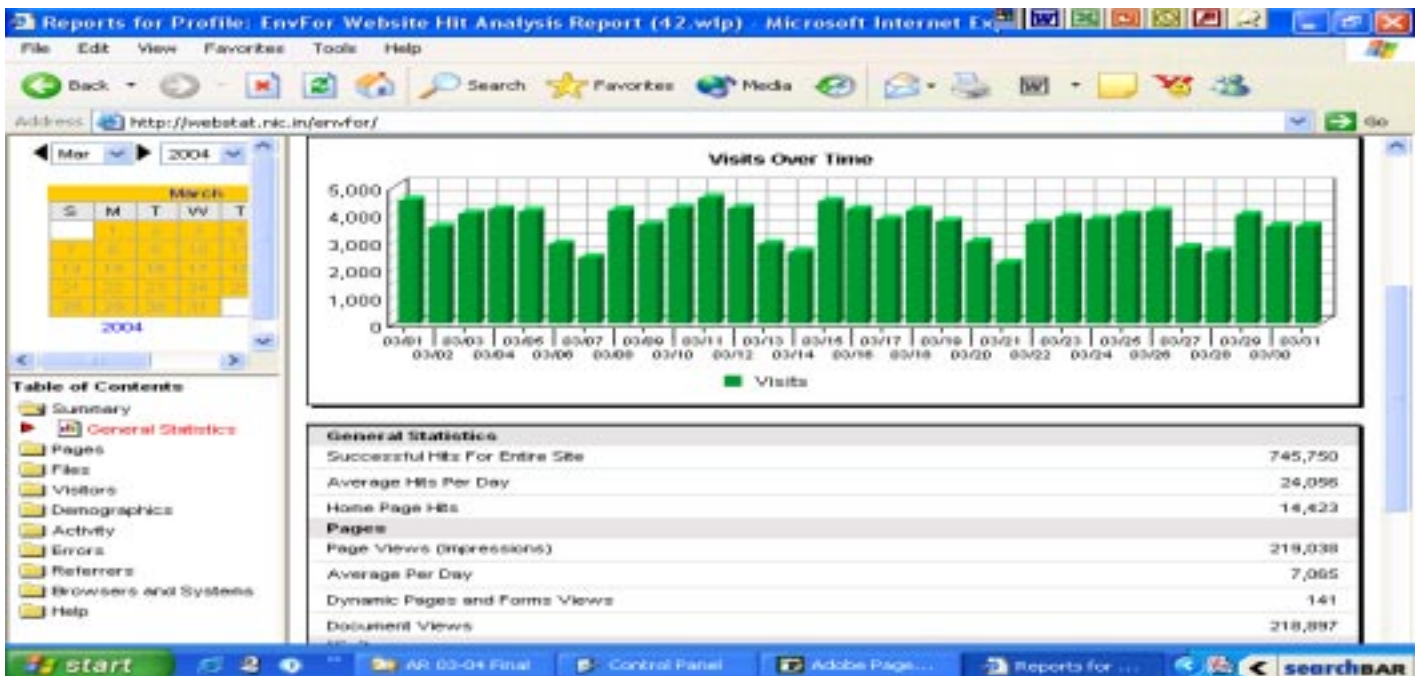 Reports for Profile: EnvFor Website Hit Analysis Report (42.wlp) - Microsoft Internet Ex
File Edit View Favorites Tools Help
Back Search Favorites Media
Address http://webstat.nic.in/envfor/ Go
Mar 2004
March
S M T W T
2004
Table of Contents
Summary
General Statistics
Pages
Files
Visitors
Demographics
Activity
Errors
Referrers
Browsers and Systems
Help
Visits Over Time
5,000
4,000
3,000
2,000
1,000
0
03/01 03/03 03/05 03/07 03/09 03/11 03/13 03/15 03/17 03/19 03/21 03/23 03/25 03/27 03/29 03/31
03/02 03/04 03/06 03/08 03/10 03/12 03/14 03/16 03/18 03/20 03/22 03/24 03/26 03/28 03/30
Visits
General Statistics
Successful Hits For Entire Site 745,750
Average Hits Per Day 24,056
Home Page Hits 14,423
Pages
Page Views (Impressions) 219,038
Average Per Day 7,065
Dynamic Pages and Forms Views 141
Document Views 218,897
start AR 03-04 Final Control Panel Adobe Page... Reports for ... searchBAR